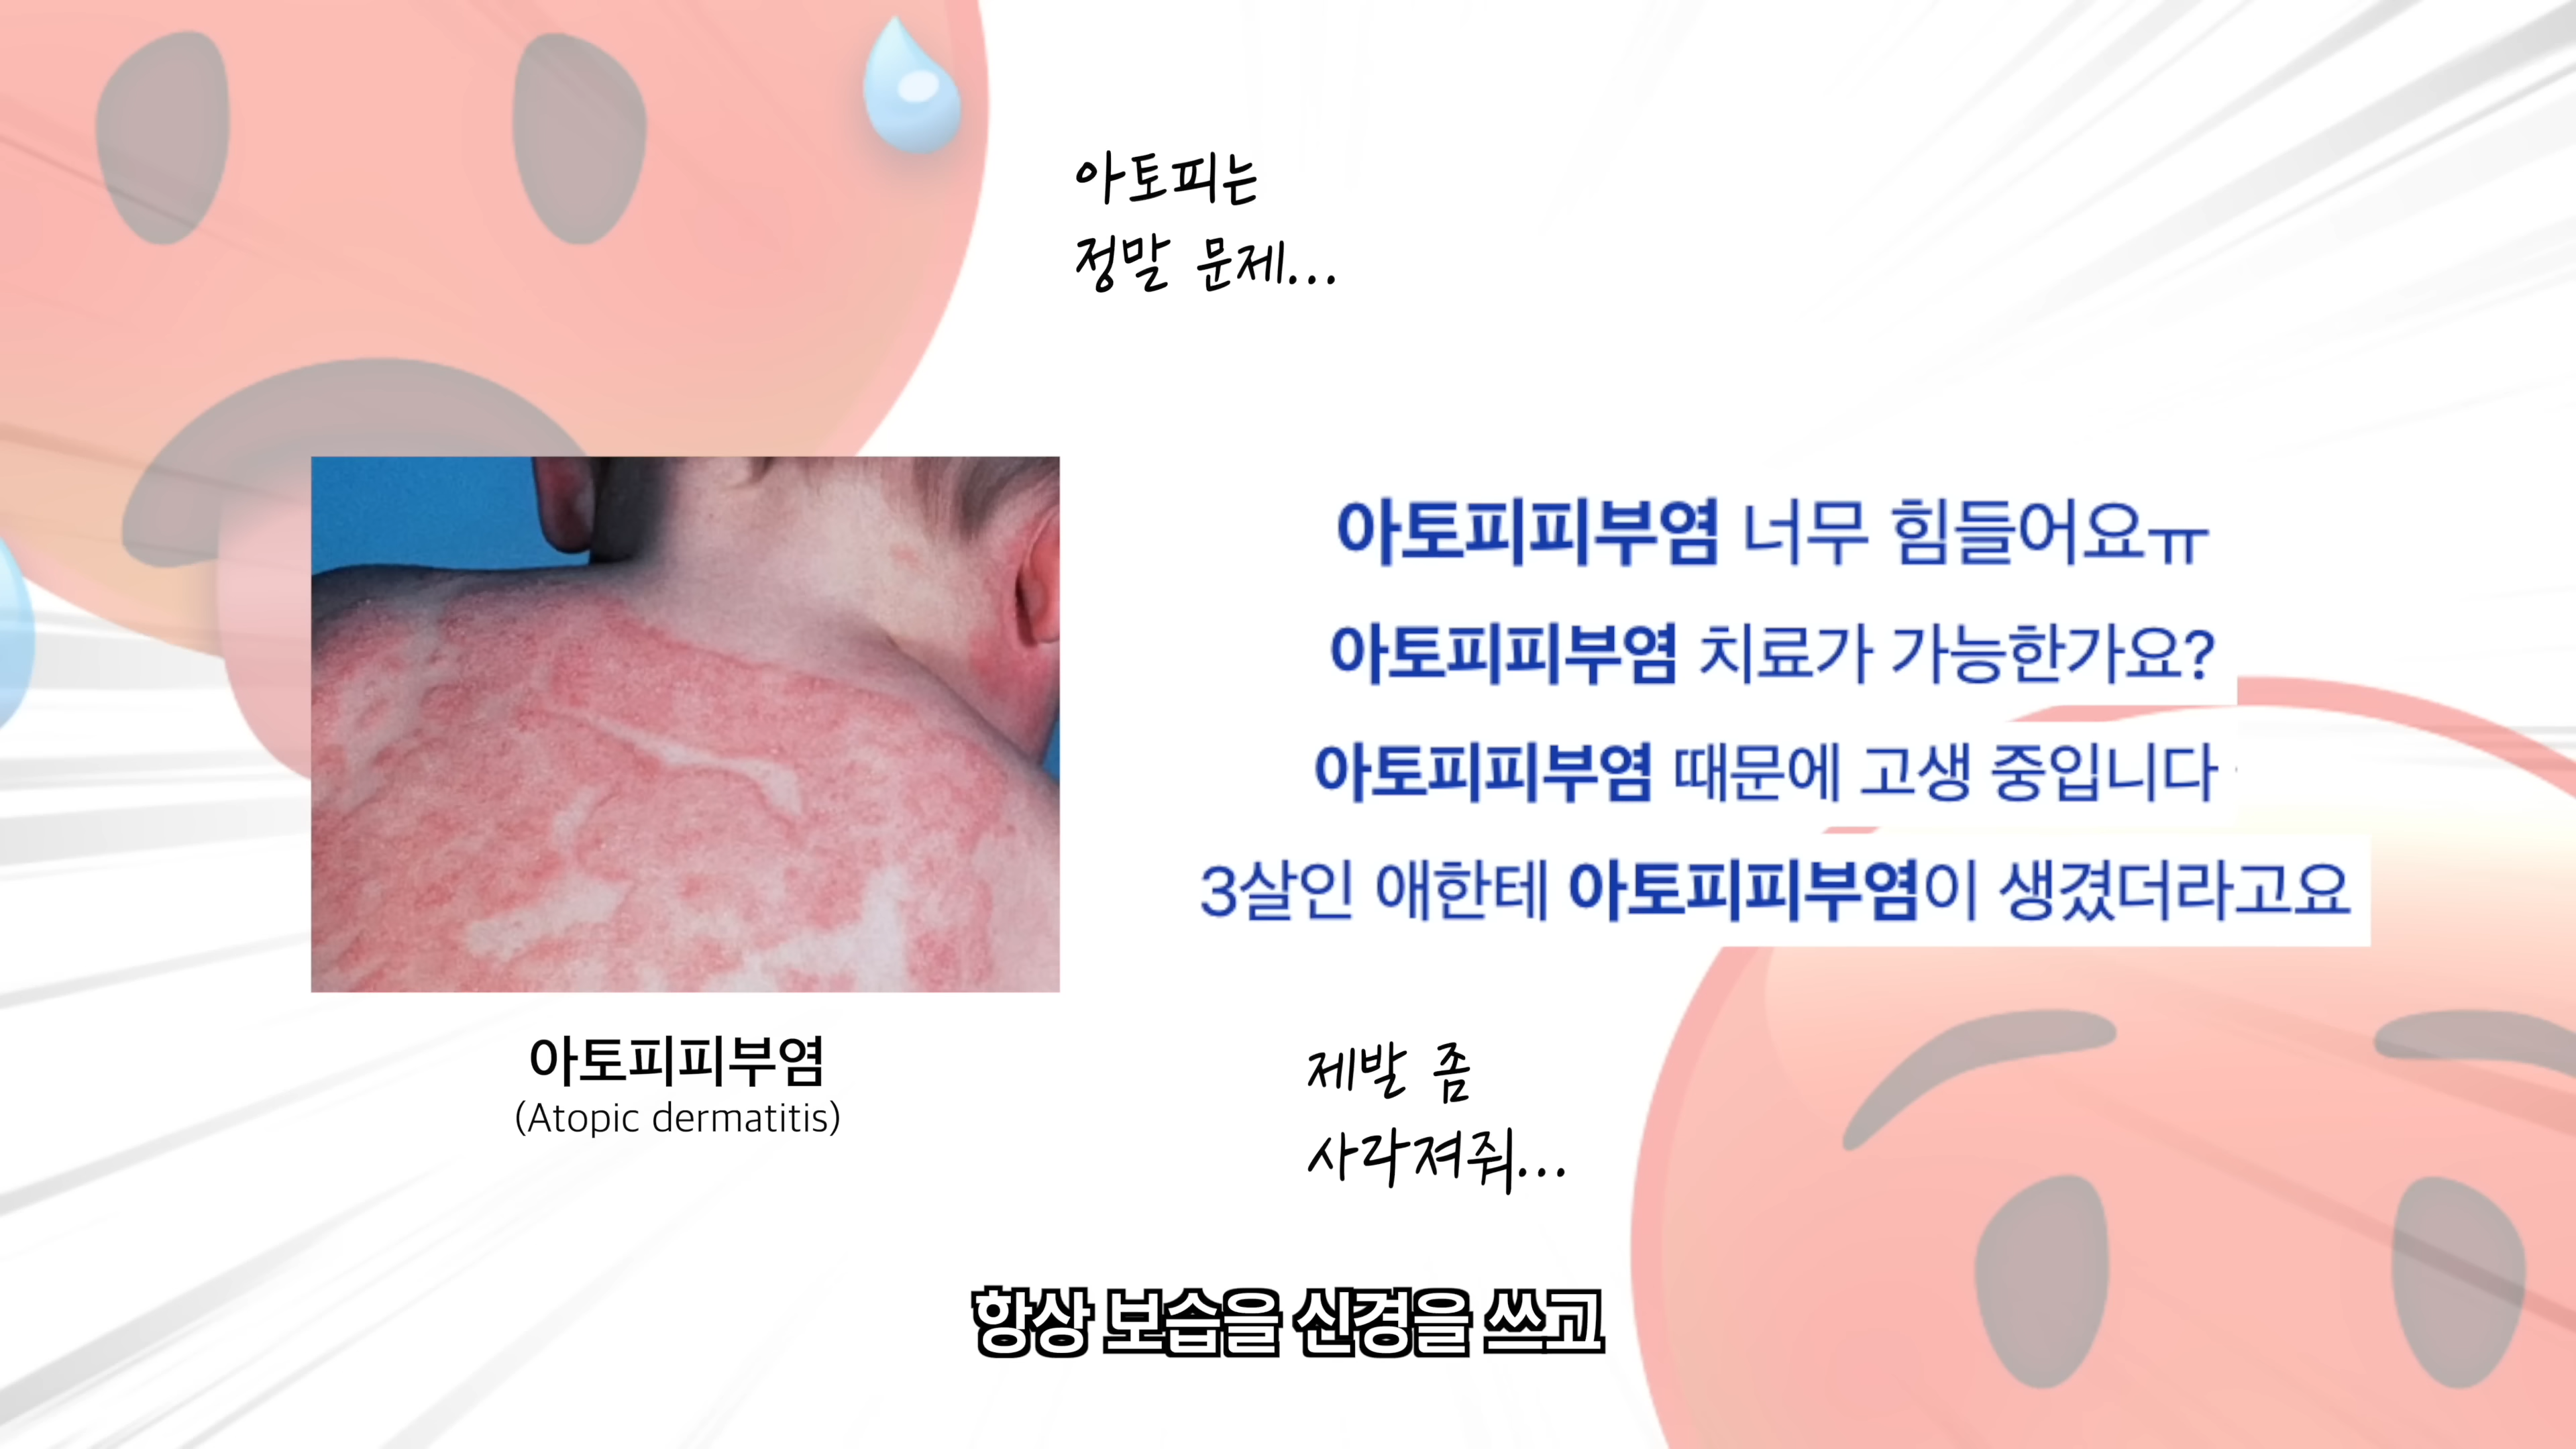 아토피는
정말 문제...
아토피피부염 너무 힘들어요ㅠ
아토피피부염 치료가 가능한가요?
아토피피부염 때문에 고생 중입니다
3살인 애한테 아토피피부염이 생겼더라고요
아토피피부염
(Atopic dermatitis)
제발 좀
사라져줘...
항상 보습을 신경을 쓰고